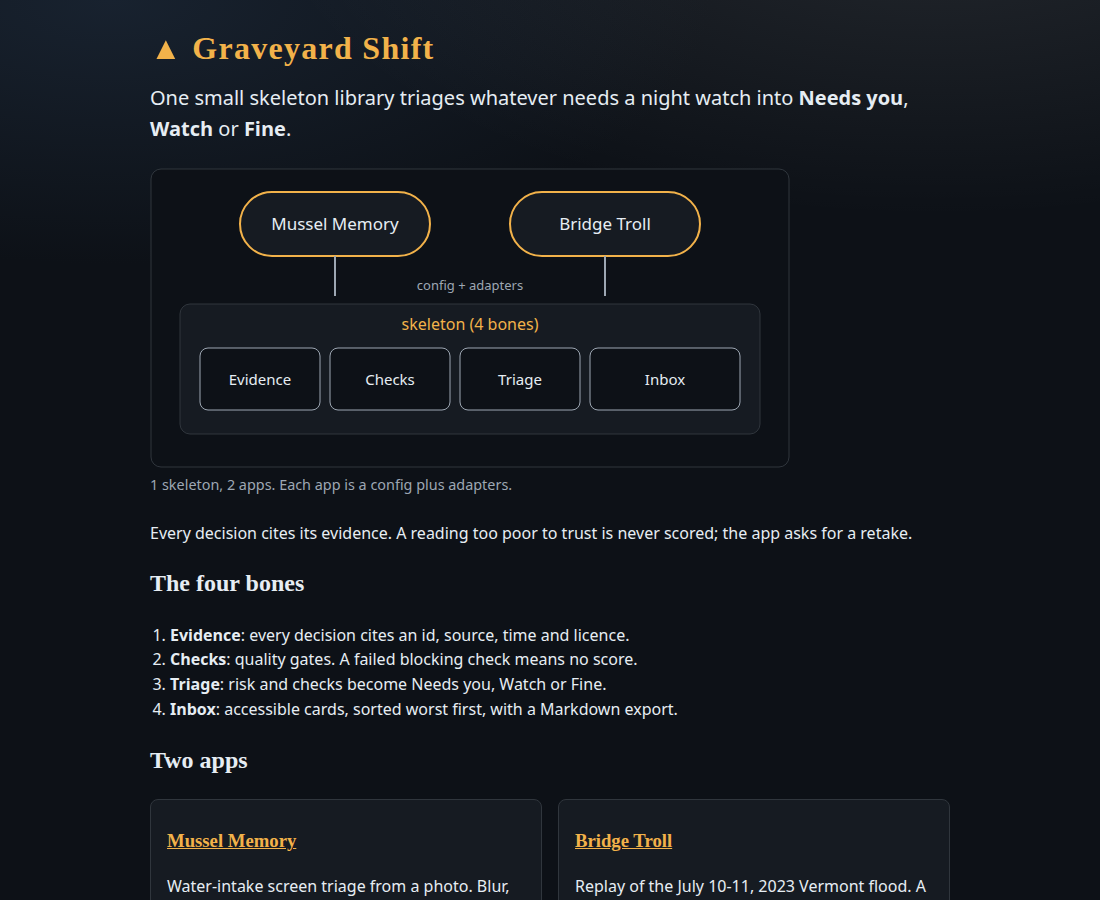 ▲ Graveyard Shift
One small skeleton library triages whatever needs a night watch into Needs you,
Watch or Fine.
Mussel Memory
Bridge Troll
config + adapters
skeleton (4 bones)
Evidence
Checks
Triage
Inbox
1 skeleton, 2 apps. Each app is a config plus adapters.
Every decision cites its evidence. A reading too poor to trust is never scored; the app asks for a retake.
The four bones
1. Evidence: every decision cites an id, source, time and licence.
2. Checks: quality gates. A failed blocking check means no score.
3. Triage: risk and checks become Needs you, Watch or Fine.
4. Inbox: accessible cards, sorted worst first, with a Markdown export.
Two apps
Mussel Memory
Water-intake screen triage from a photo. Blur,
Bridge Troll
Replay of the July 10-11, 2023 Vermont flood. A